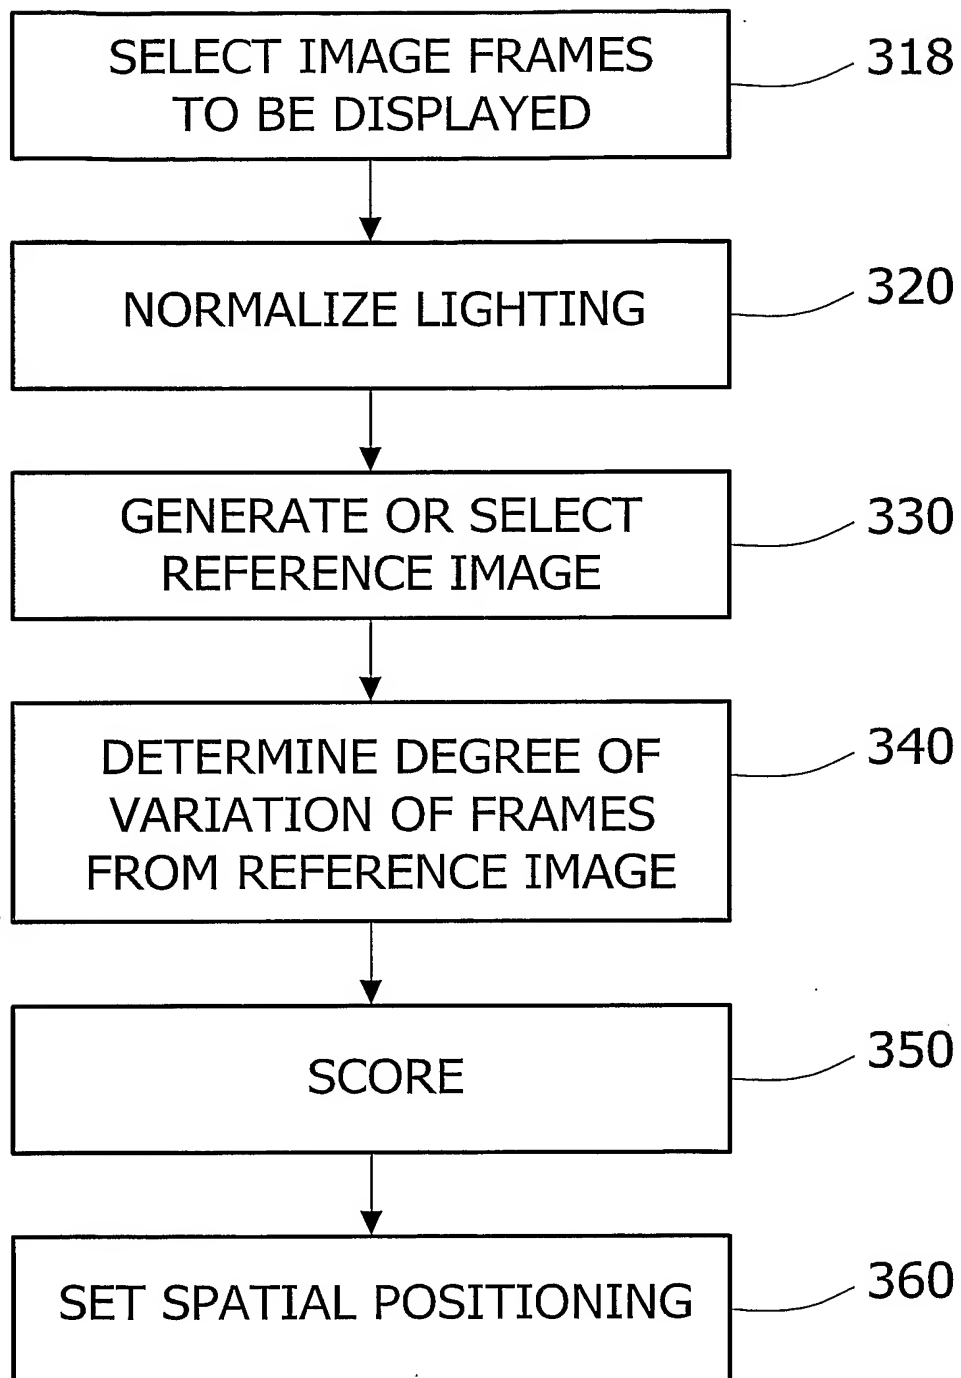 SELECT IMAGE FRAMES
TO BE DISPLAYED
318
NORMALIZE LIGHTING
320
GENERATE OR SELECT
REFERENCE IMAGE
330
DETERMINE DEGREE OF
VARIATION OF FRAMES
FROM REFERENCE IMAGE
340
SCORE
350
SET SPATIAL POSITIONING
360